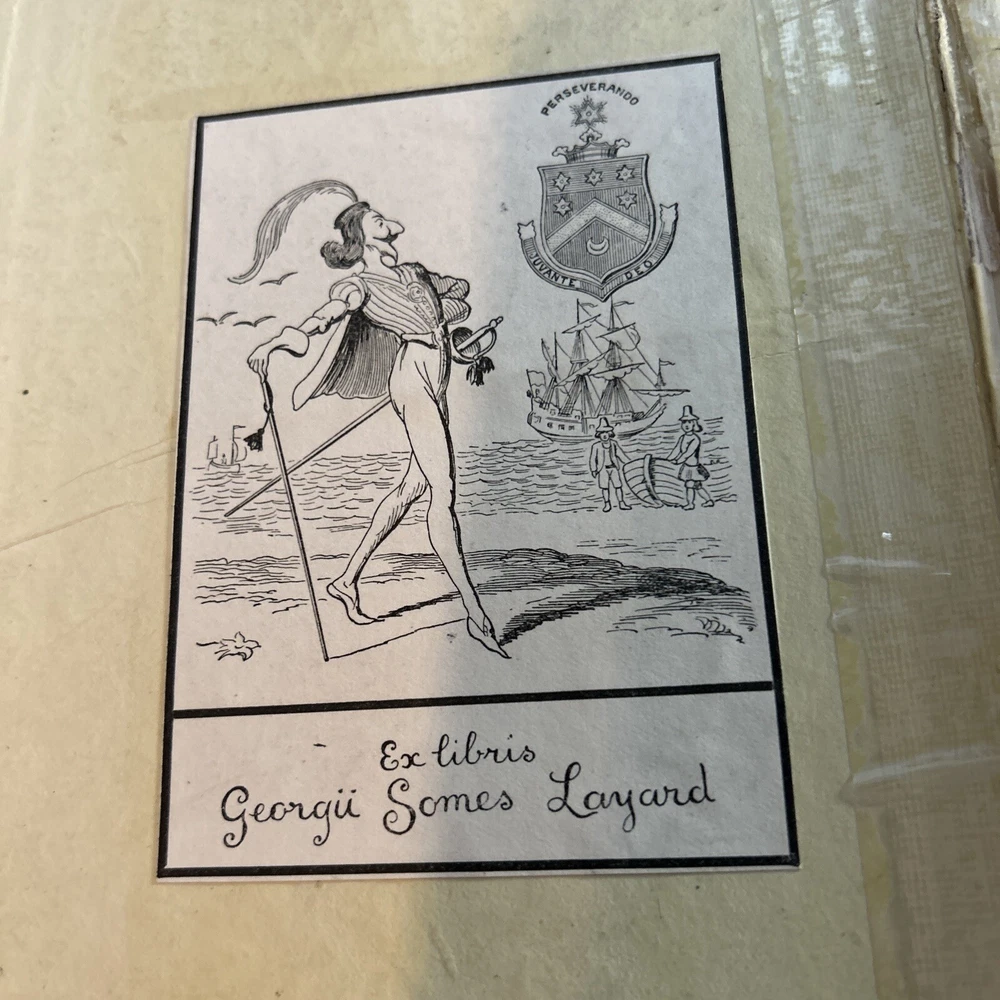 PERSEVERANDO
JUVANTE DEO
Ex libris
Georgii Somes Layard